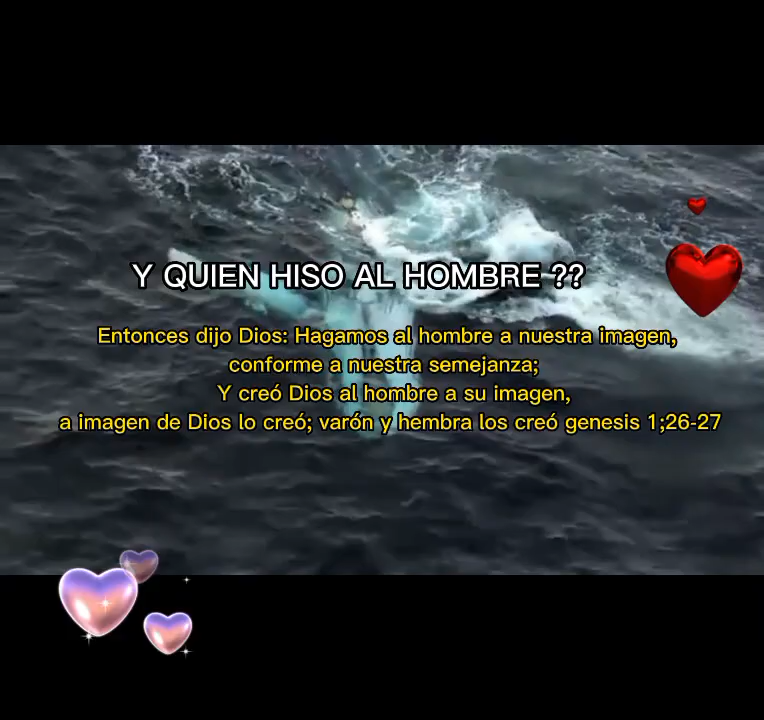 Y QUIEN HISO AL HOMBRE ??
Entonces dijo Dios: Hagamos al hombre a nuestra imagen,
conforme a nuestra semejanza;
Y creó Dios al hombre a su imagen,
a imagen de Dios lo creó; varón y hembra los creó genesis 1;26-27